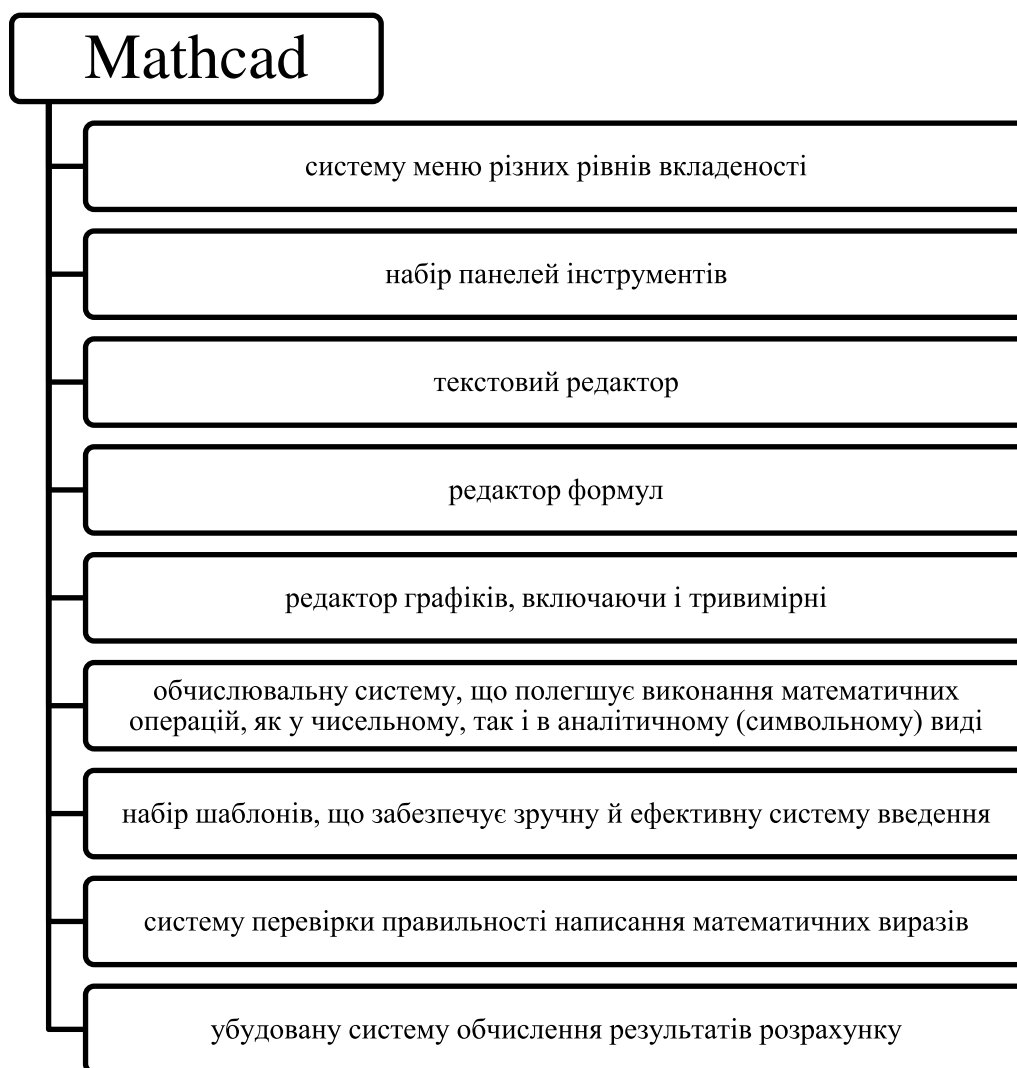 Mathcad
систему меню різних рівнів вкладеності
набір панелей інструментів
текстовий редактор
редактор формул
редактор графіків, включаючи і тривимірні
обчислювальну систему, що полегшує виконання математичних
операцій, як у чисельному, так і в аналітичному (символьному) виді
набір шаблонів, що забезпечує зручну й ефективну систему введення
систему перевірки правильності написання математичних виразів
убудовану систему обчислення результатів розрахунку